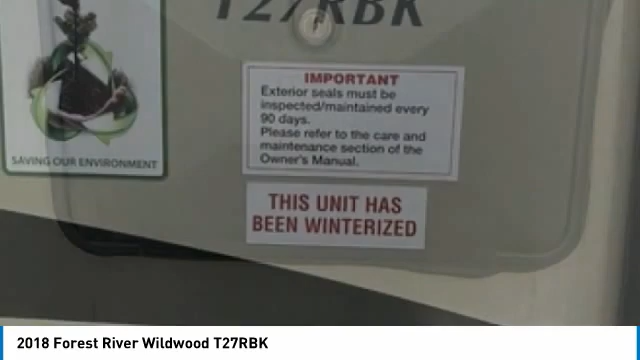 T27RBK
IMPORTANT
Exterior seals must be
inspected/maintained every
90 days.
Please refer to the care and
maintenance section of the
Owner's Manual.
SAVING OUR ENVIRONMENT
THIS UNIT HAS
BEEN WINTERIZED
2018 Forest River Wildwood T27RBK